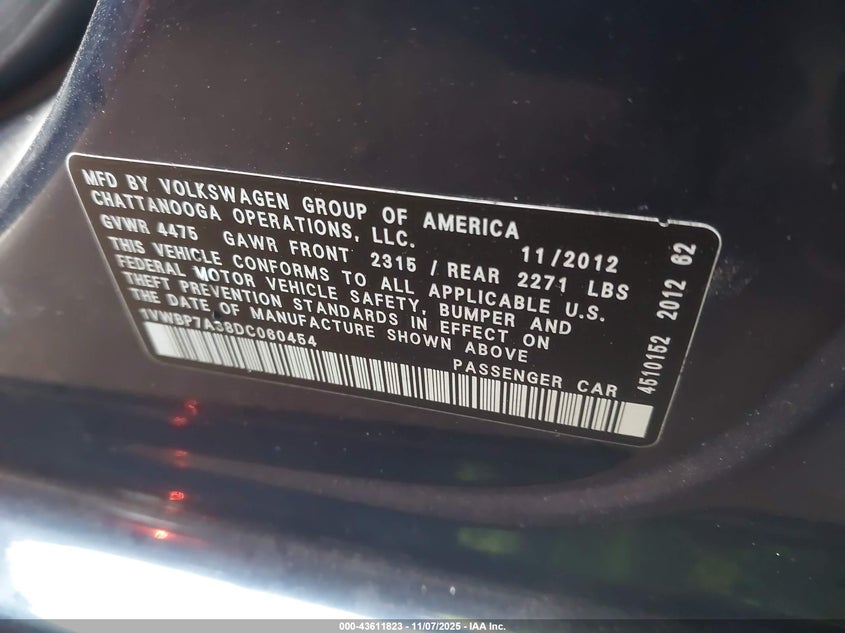 MFD BY VOLKSWAGEN GROUP OF AMERICA
CHATTANOOGA OPERATIONS, LLC.
11/2012
GVWR 4475 GAWR FRONT 2315 / REAR 2271 LBS
THIS VEHICLE CONFORMS TO ALL APPLICABLE U.S.
FEDERAL MOTOR VEHICLE SAFETY, BUMPER AND
THEFT PREVENTION STANDARDS IN EFFECT ON
THE DATE OF MANUFACTURE SHOWN ABOVE
1VWBP7A38DC060454
PASSENGER CAR
4510152 2012 62
000-43611823 - 11/07/2025 - IAA Inc.